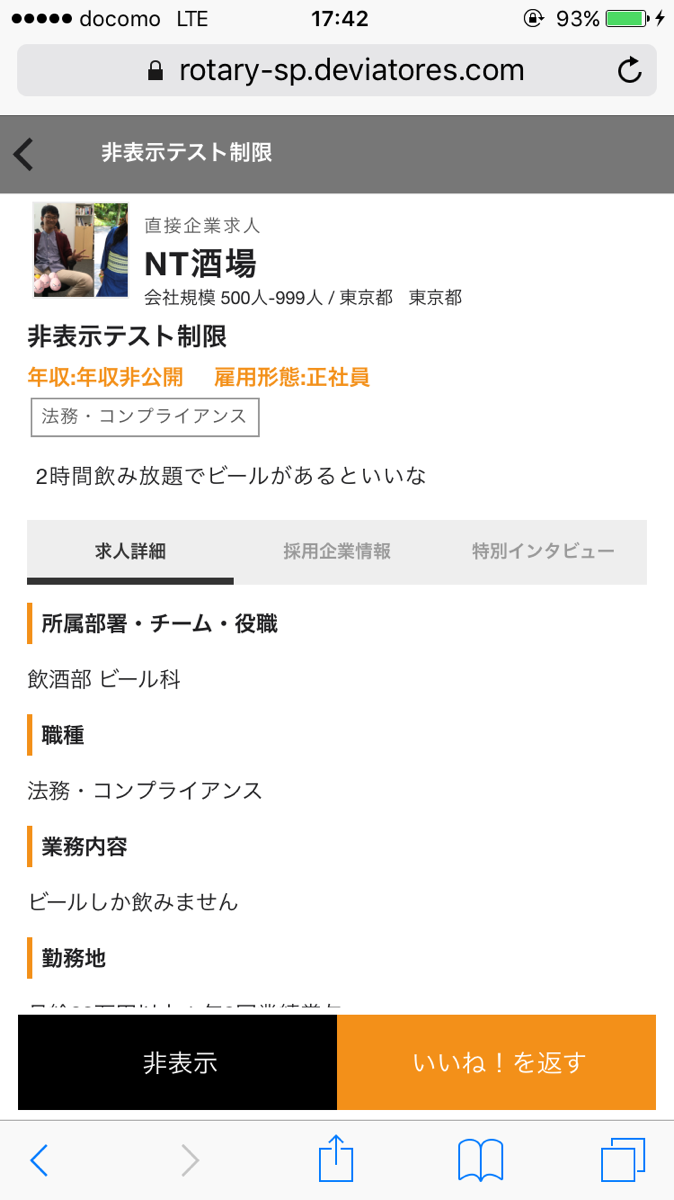 docomo LTE 17:42 93%
rotary-sp.deviatores.com
非表示テスト制限
直接企業求人
NT酒場
会社規模 500人-999人 / 東京都 東京都
非表示テスト制限
年収:年収非公開 雇用形態:正社員
法務・コンプライアンス
2時間飲み放題でビールがあるといいな
求人詳細 採用企業情報 特別インタビュー
所属部署・チーム・役職
飲酒部 ビール科
職種
法務・コンプライアンス
業務内容
ビールしか飲みません
勤務地
非表示 いいね！を返す